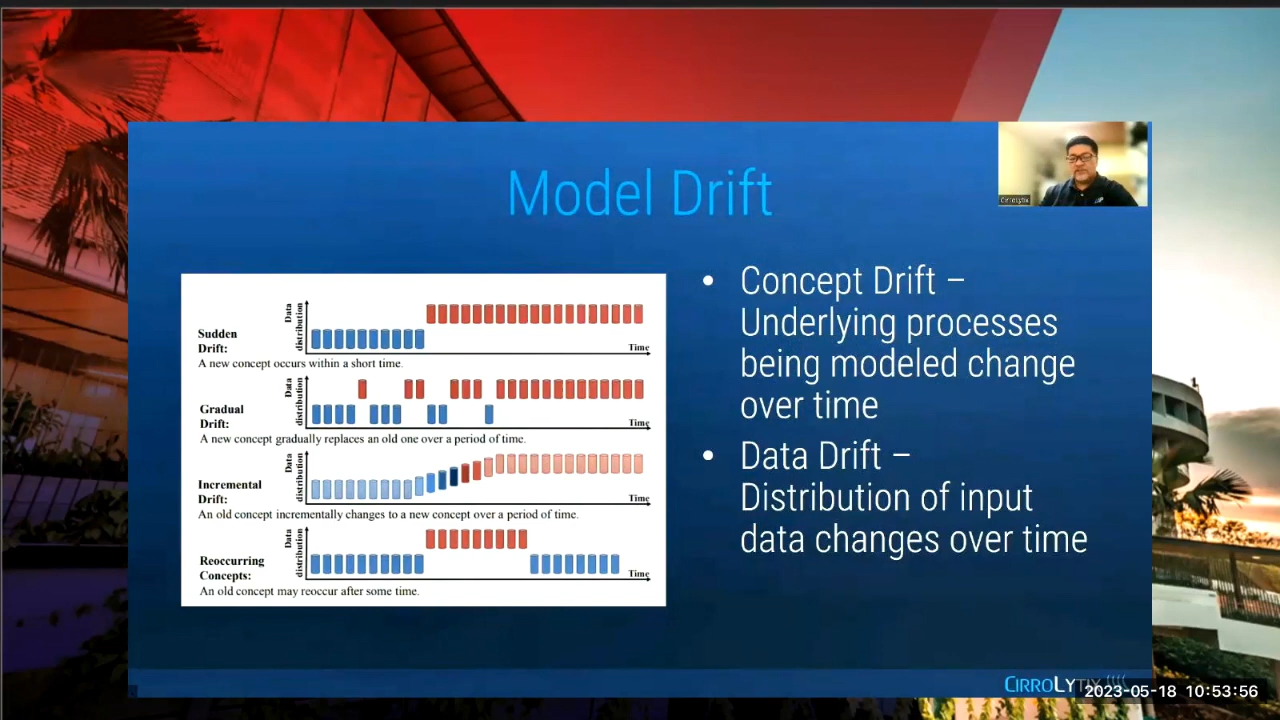 Model Drift
Cirrolytix
Data
distribution
Sudden
Drift:
Time
A new concept occurs within a short time.
Data
distribution
Gradual
Drift:
Time
A new concept gradually replaces an old one over a period of time.
Data
distribution
Incremental
Drift:
Time
An old concept incrementally changes to a new concept over a period of time.
Data
distribution
Reoccurring
Concepts:
Time
An old concept may reoccur after some time.
• Concept Drift –
Underlying processes
being modeled change
over time
• Data Drift –
Distribution of input
data changes over time
CIRROLYTIX
2023-05-18 10:53:56